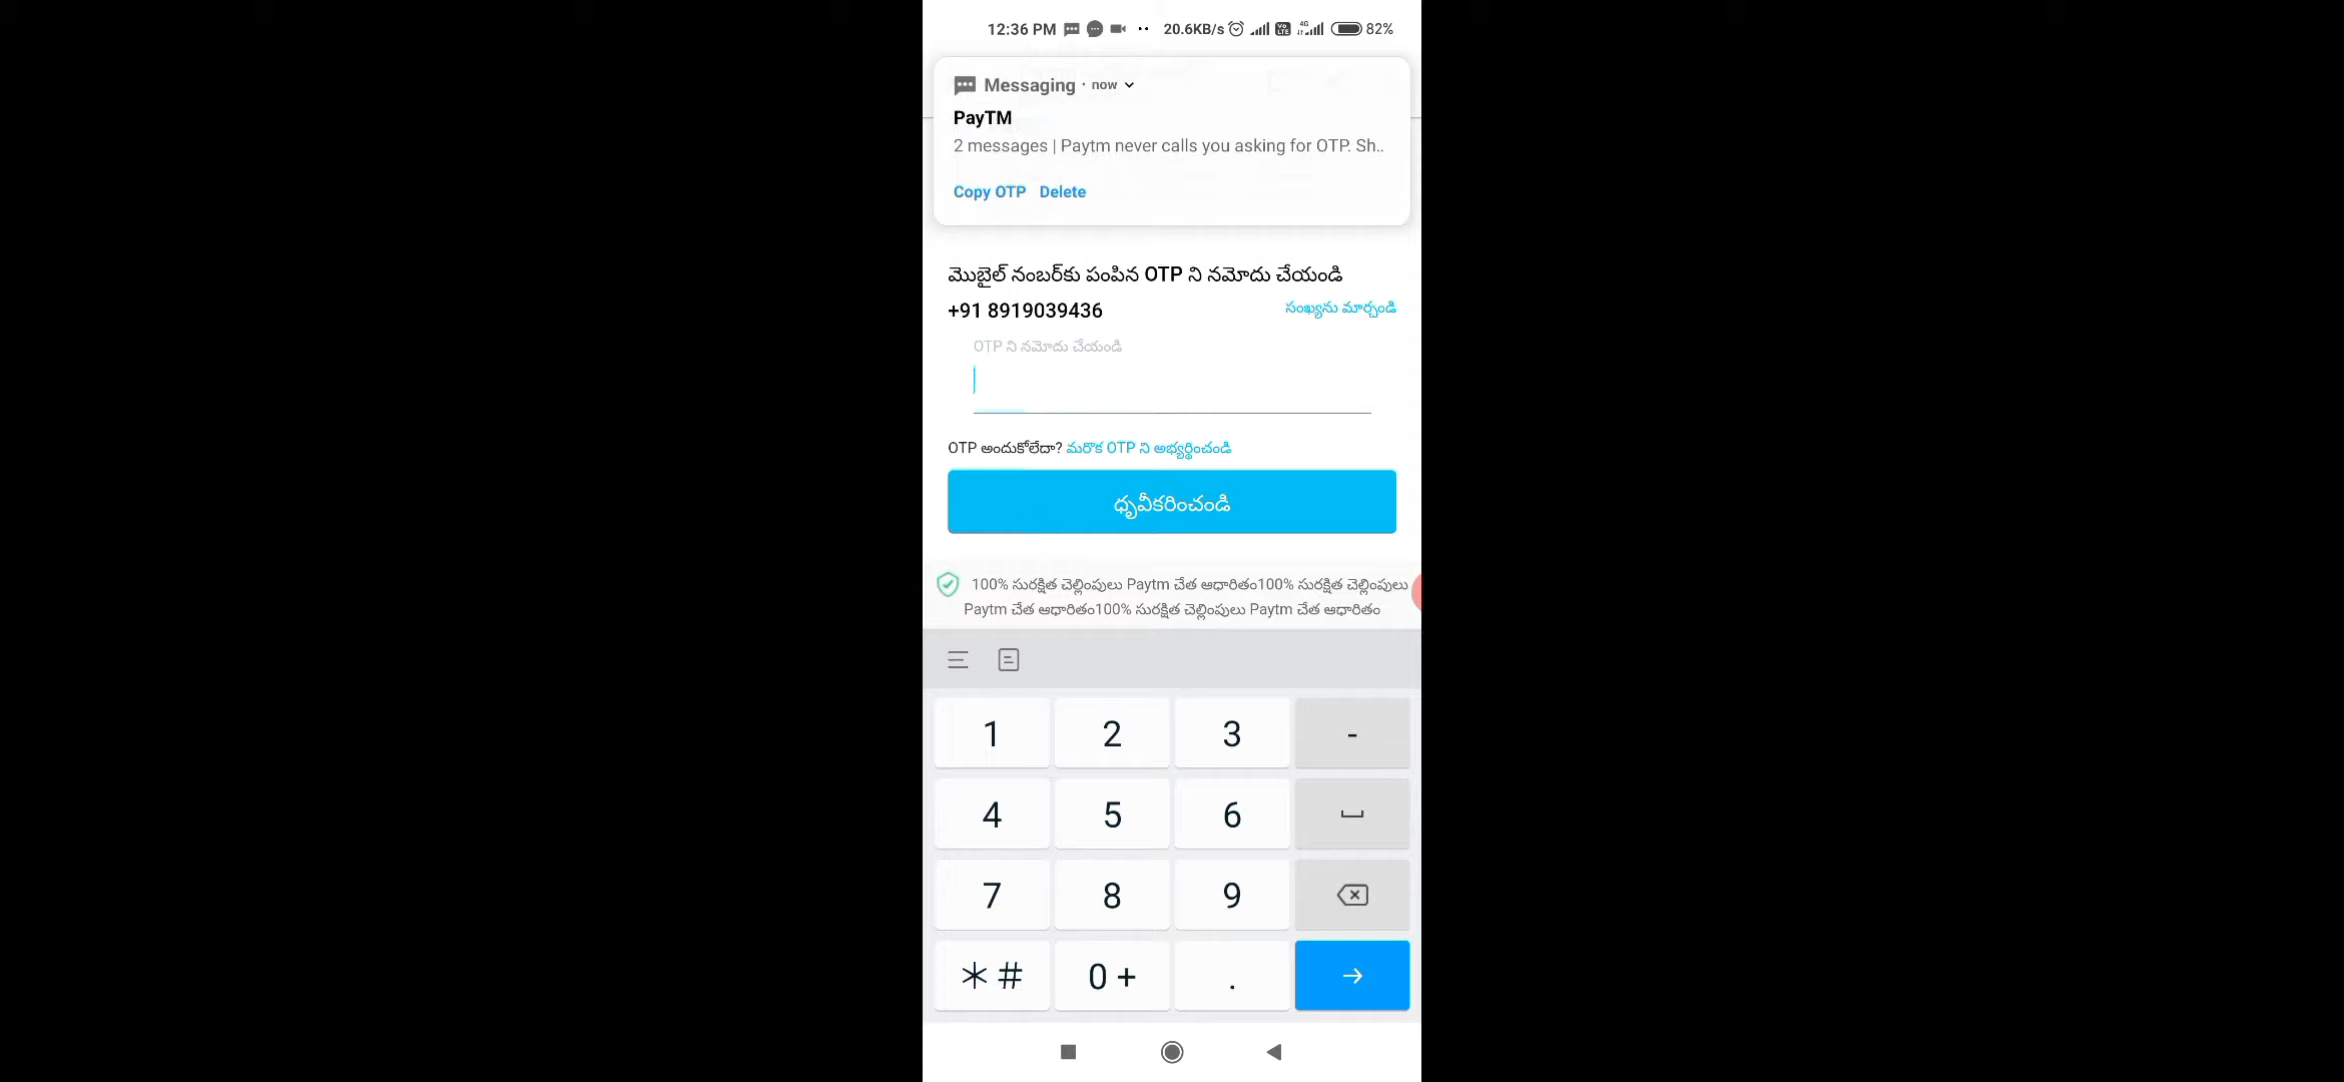 12:36 PM 20.6KB/s Vo LTE 4G 82%
Messaging · now
PayTM
2 messages | Paytm never calls you asking for OTP. Sh..
Copy OTP Delete
మొబైల్ నంబర్‌కు పంపిన OTP ని నమోదు చేయండి
+91 8919039436 సంఖ్యను మార్చండి
OTP ని నమోదు చేయండి
OTP అందుకోలేదా? మరొక OTP ని అభ్యర్థించండి
ధృవీకరించండి
100% సురక్షిత చెల్లింపులు Paytm చేత ఆధారితం100% సురక్షిత చెల్లింపులు
Paytm చేత ఆధారితం100% సురక్షిత చెల్లింపులు Paytm చేత ఆధారితం
1 2 3 -
4 5 6
7 8 9
*# 0 + .